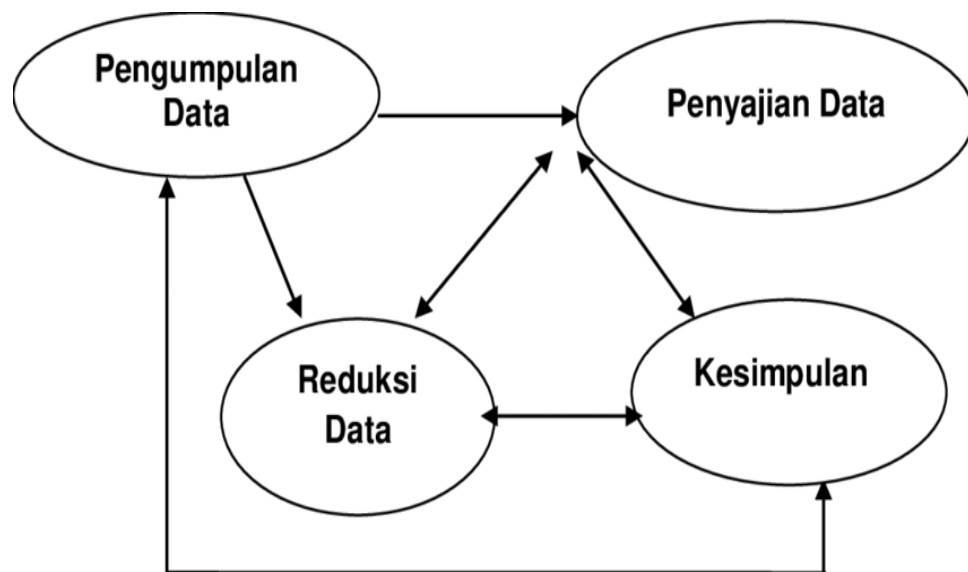 Pengumpulan
Data
Penyajian Data
Reduksi
Data
Kesimpulan